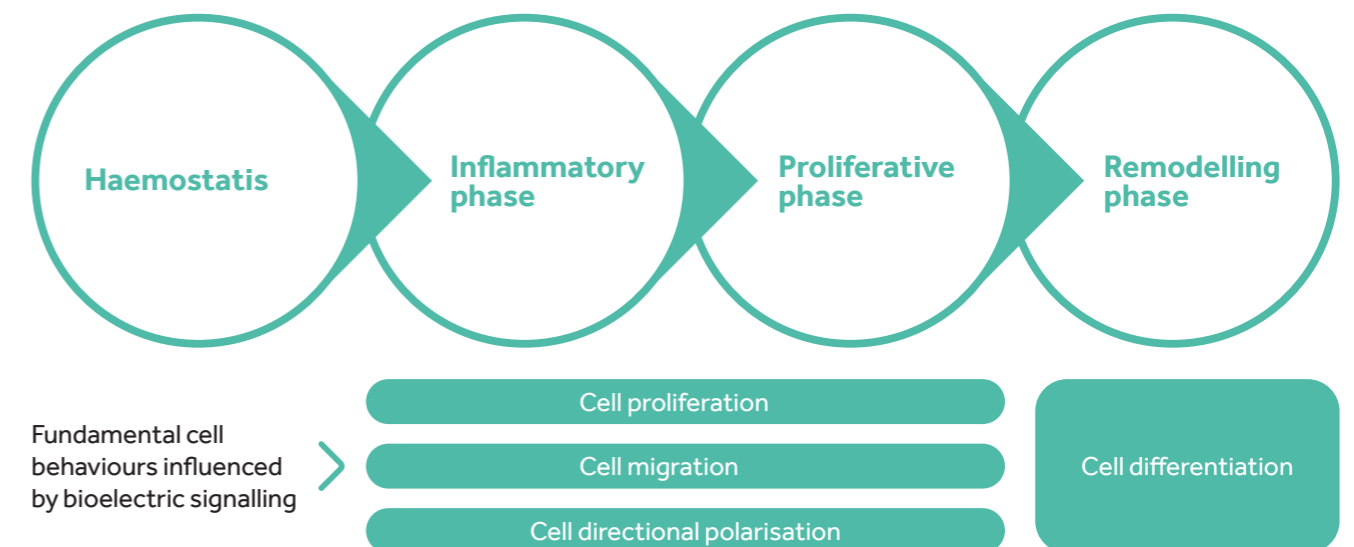 Haemostatis
Inflammatory
phase
Proliferative
phase
Remodelling
phase
Fundamental cell
behaviours influenced
by bioelectric signalling
Cell proliferation
Cell migration
Cell directional polarisation
Cell differentiation